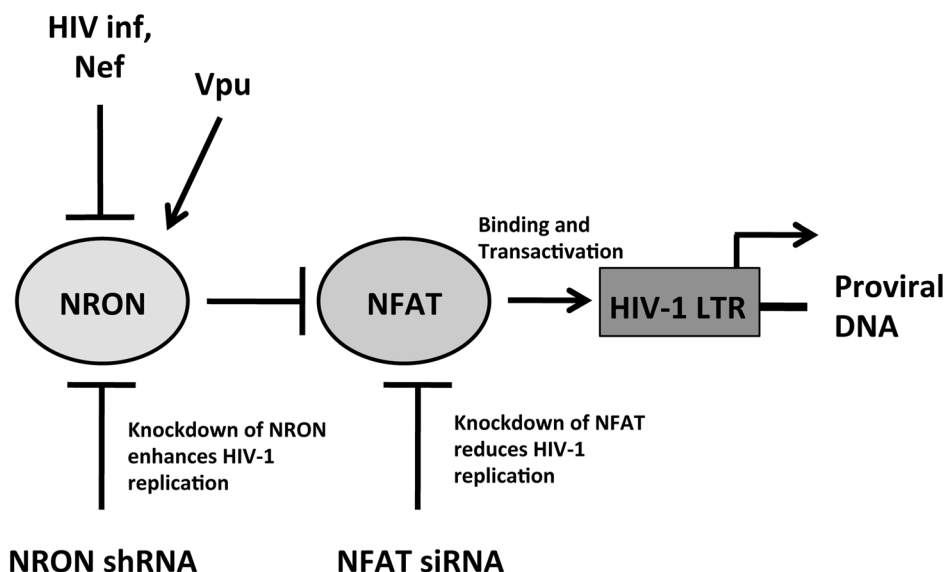 HIV inf,
Nef
Vpu
Binding and
Transactivation
NRON
NFAT
HIV-1 LTR
Proviral
DNA
Knockdown of NRON
enhances HIV-1
replication
Knockdown of NFAT
reduces HIV-1
replication
NRON shRNA
NFAT siRNA